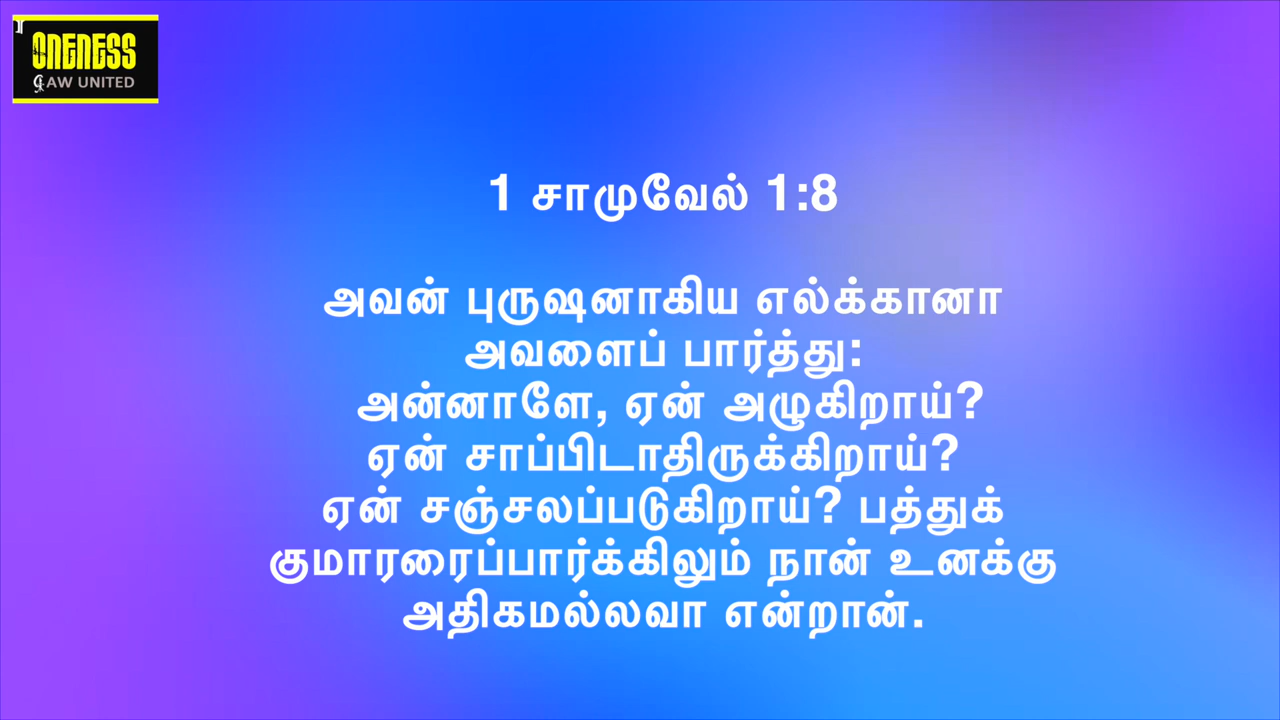 ONENESS
GAW UNITED
1 சாமுவேல் 1:8
அவன் புருஷனாகிய எல்க்கானா
அவளைப் பார்த்து:
அன்னாளே, ஏன் அழுகிறாய்?
ஏன் சாப்பிடாதிருக்கிறாய்?
ஏன் சஞ்சலப்படுகிறாய்? பத்துக்
குமாரரைப்பார்க்கிலும் நான் உனக்கு
அதிகமல்லவா என்றான்.